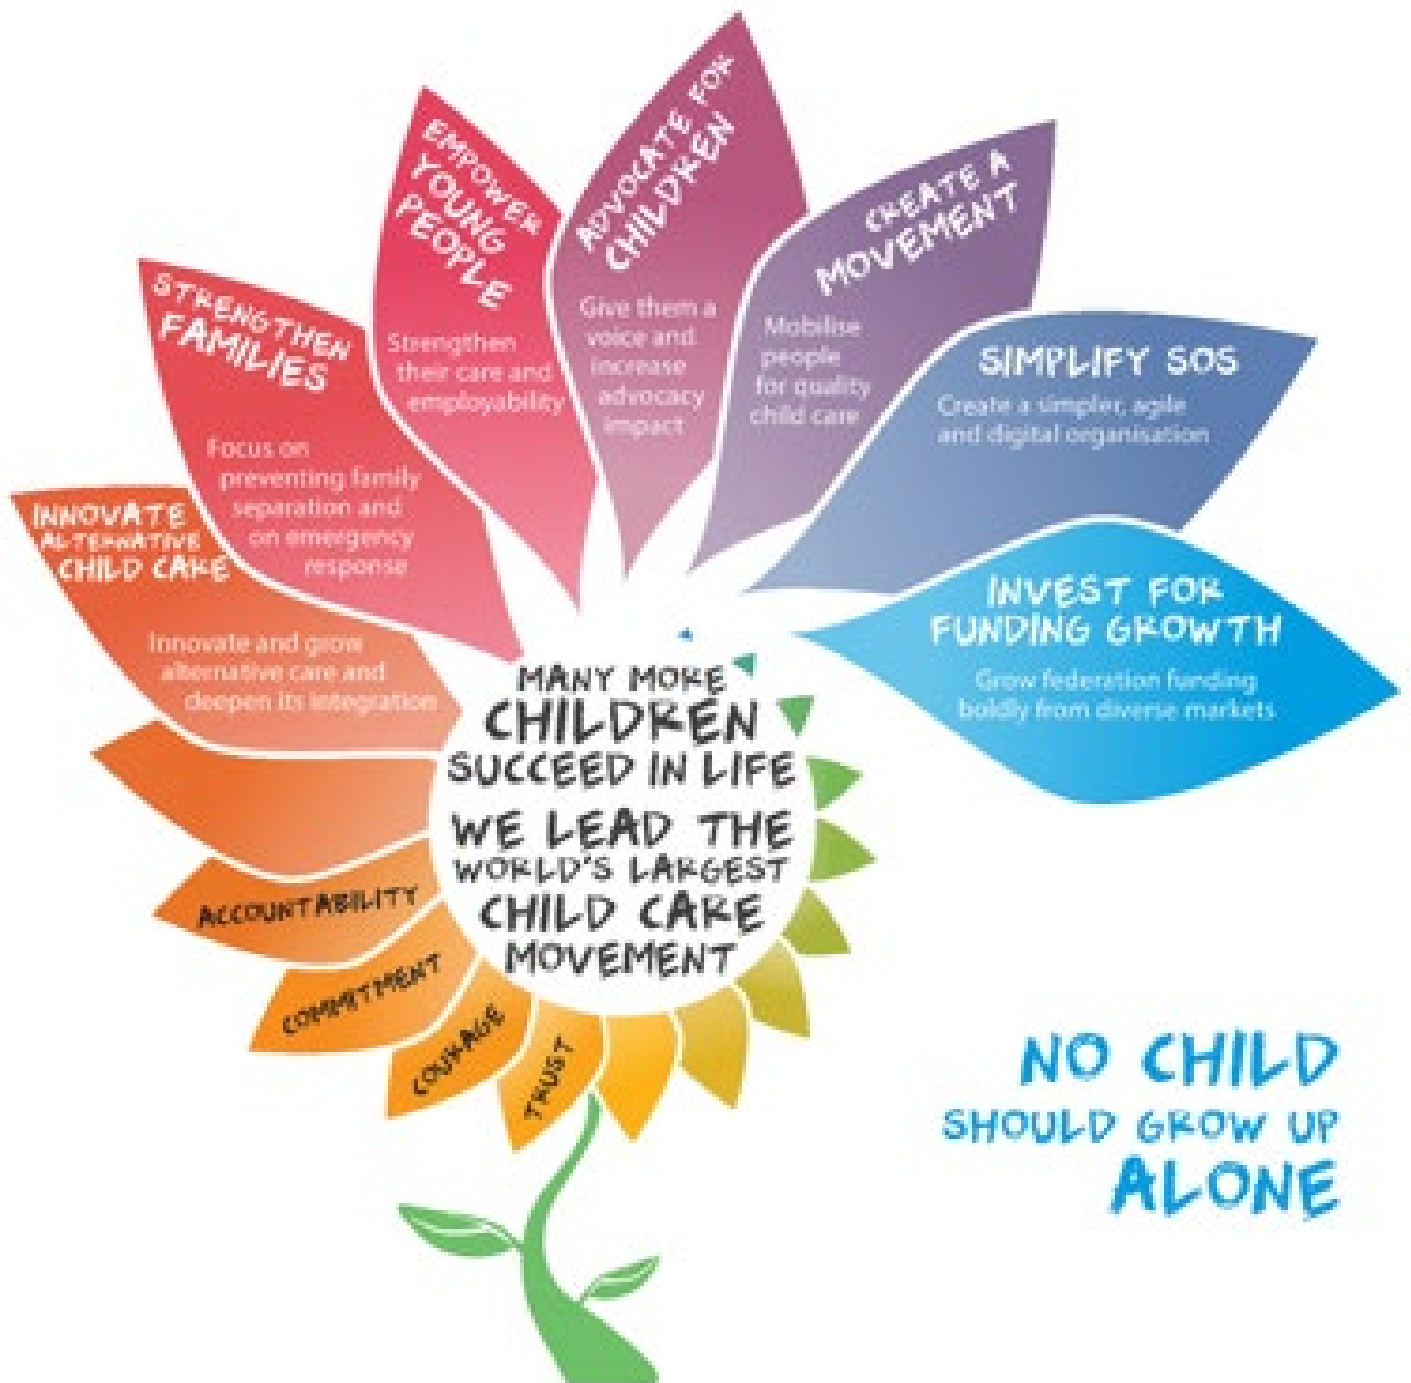 INNOVATE
ALTERNATIVE
CHILD CARE
Innovate and grow
alternative care and
deepen its integration
STRENGTHEN
FAMILIES
Focus on
preventing family
separation and
on emergency
response
EMPOWER
YOUNG
PEOPLE
Strengthen
their care and
employability
ADVOCATE FOR
CHILDREN
Give them a
voice and
increase
advocacy
impact
CREATE A
MOVEMENT
Mobilise
people
for quality
child care
SIMPLIFY SOS
Create a simpler, agile
and digital organisation
INVEST FOR
FUNDING GROWTH
Grow federation funding
boldly from diverse markets
MANY MORE
CHILDREN
SUCCEED IN LIFE
WE LEAD THE
WORLD'S LARGEST
CHILD CARE
MOVEMENT
ACCOUNTABILITY
COMMITMENT
COURAGE
TRUST
NO CHILD
SHOULD GROW UP
ALONE